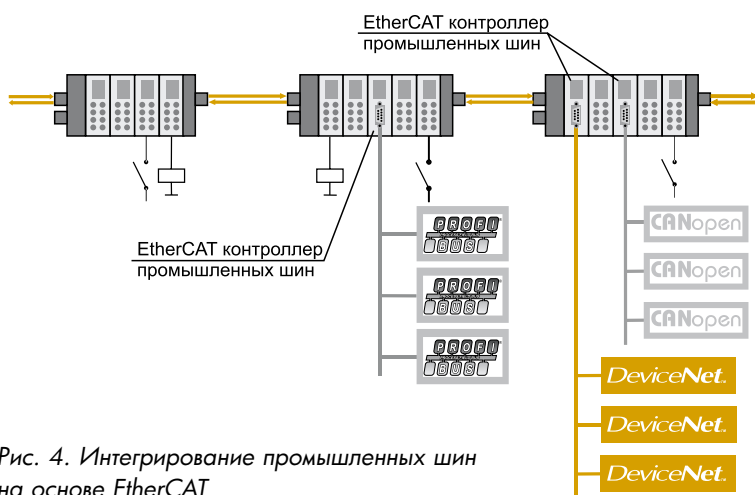 EtherCAT контроллер
промышленных шин
EtherCAT контроллер
промышленных шин
PROFI
BUS
PROFI
BUS
PROFI
BUS
CANopen
CANopen
CANopen
DeviceNet.
DeviceNet.
DeviceNet.
Рис. 4. Интегрирование промышленных шин
на основе EtherCAT